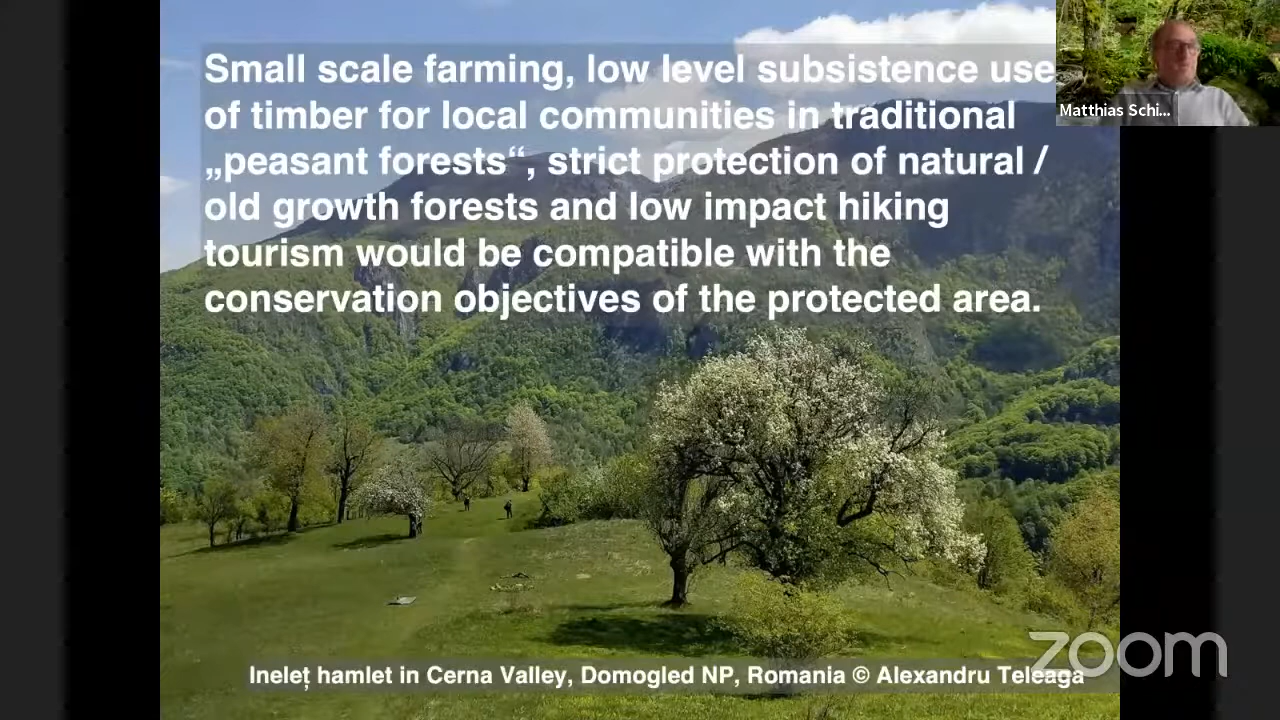 Small scale farming, low level subsistence use
of timber for local communities in traditional
„peasant forests“, strict protection of natural /
old growth forests and low impact hiking
tourism would be compatible with the
conservation objectives of the protected area.
Matthias Schi...
Ineleț hamlet in Cerna Valley, Domogled NP, Romania © Alexandru Teleaga
zoom